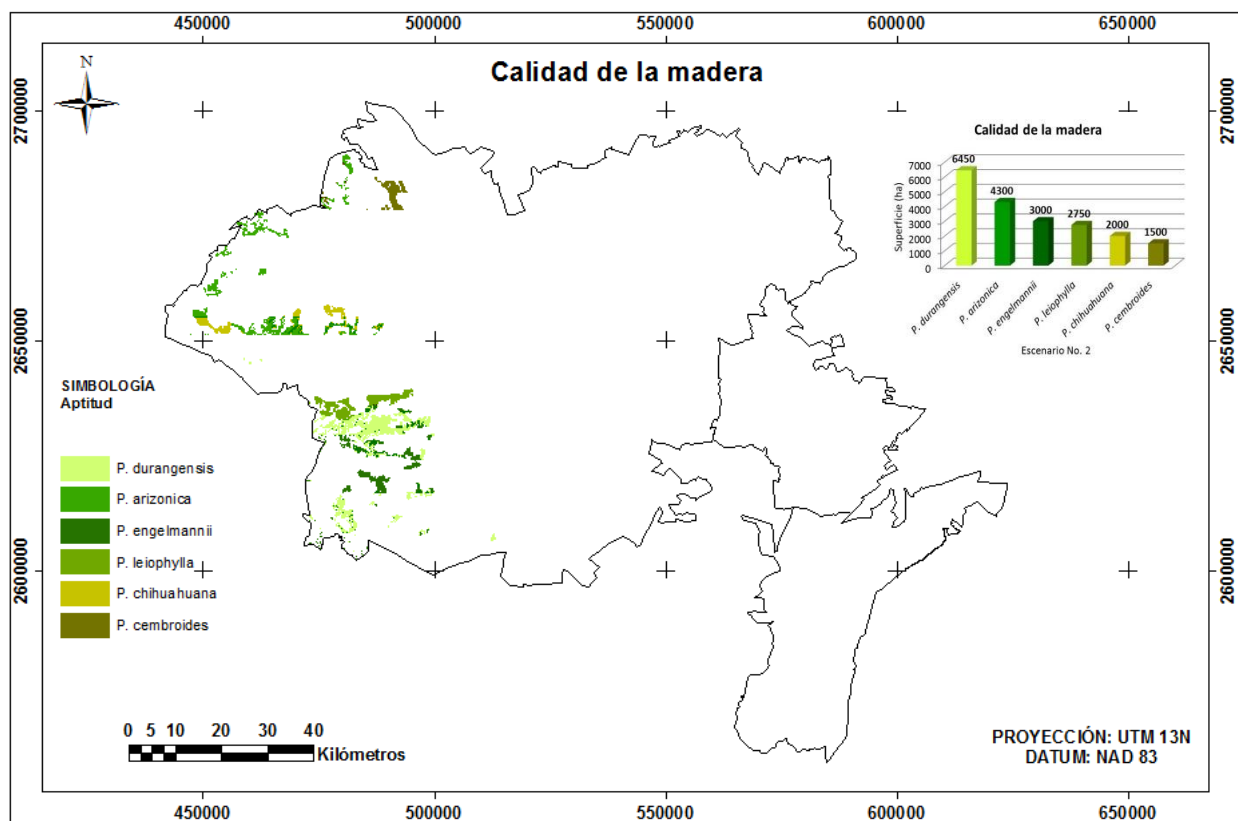 450000 500000 550000 600000 650000
N
Calidad de la madera
2700000
2650000
2600000
2700000
2650000
2600000
Calidad de la madera
Superficie (ha)
7000
6000
5000
4000
3000
2000
1000
0
6450
4300
3000
2750
2000
1500
P. durangensis
P. arizonica
P. engelmannii
P. leiophylla
P. chihuahuana
P. cembroides
Escenario No. 2
SIMBOLOGÍA
Aptitud
P. durangensis
P. arizonica
P. engelmannii
P. leiophylla
P. chihuahuana
P. cembroides
0 5 10 20 30 40
Kilómetros
PROYECCIÓN: UTM 13N
DATUM: NAD 83
450000 500000 550000 600000 650000